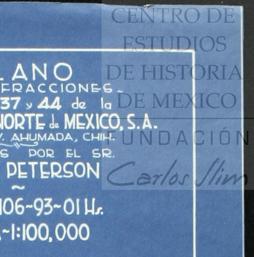 CENTRO DE
ESTUDIOS
DE HISTORIA
DE MEXICO
FUNDACIÓN
Carlos Slim
LANO
FRACCIONES-
37 y 44 de la
NORTE de MEXICO, S.A.
V. AHUMADA, CHIH.
S POR EL SR.
PETERSON
106-93-01 Hs.
-1:100,000